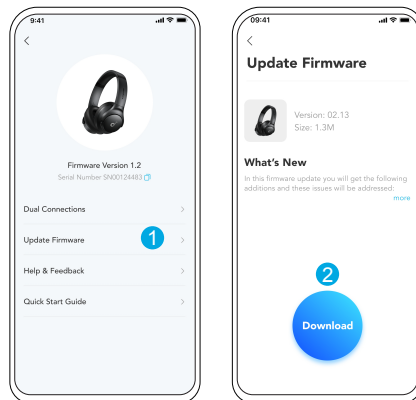 9:41
Firmware Version 1.2
Serial Number SN00124483
Dual Connections
Update Firmware
1
Help & Feedback
Quick Start Guide
09:41
Update Firmware
Version: 02.13
Size: 1.3M
What's New
In this firmware update you will get the following
additions and these issues will be addressed:
more
2
Download